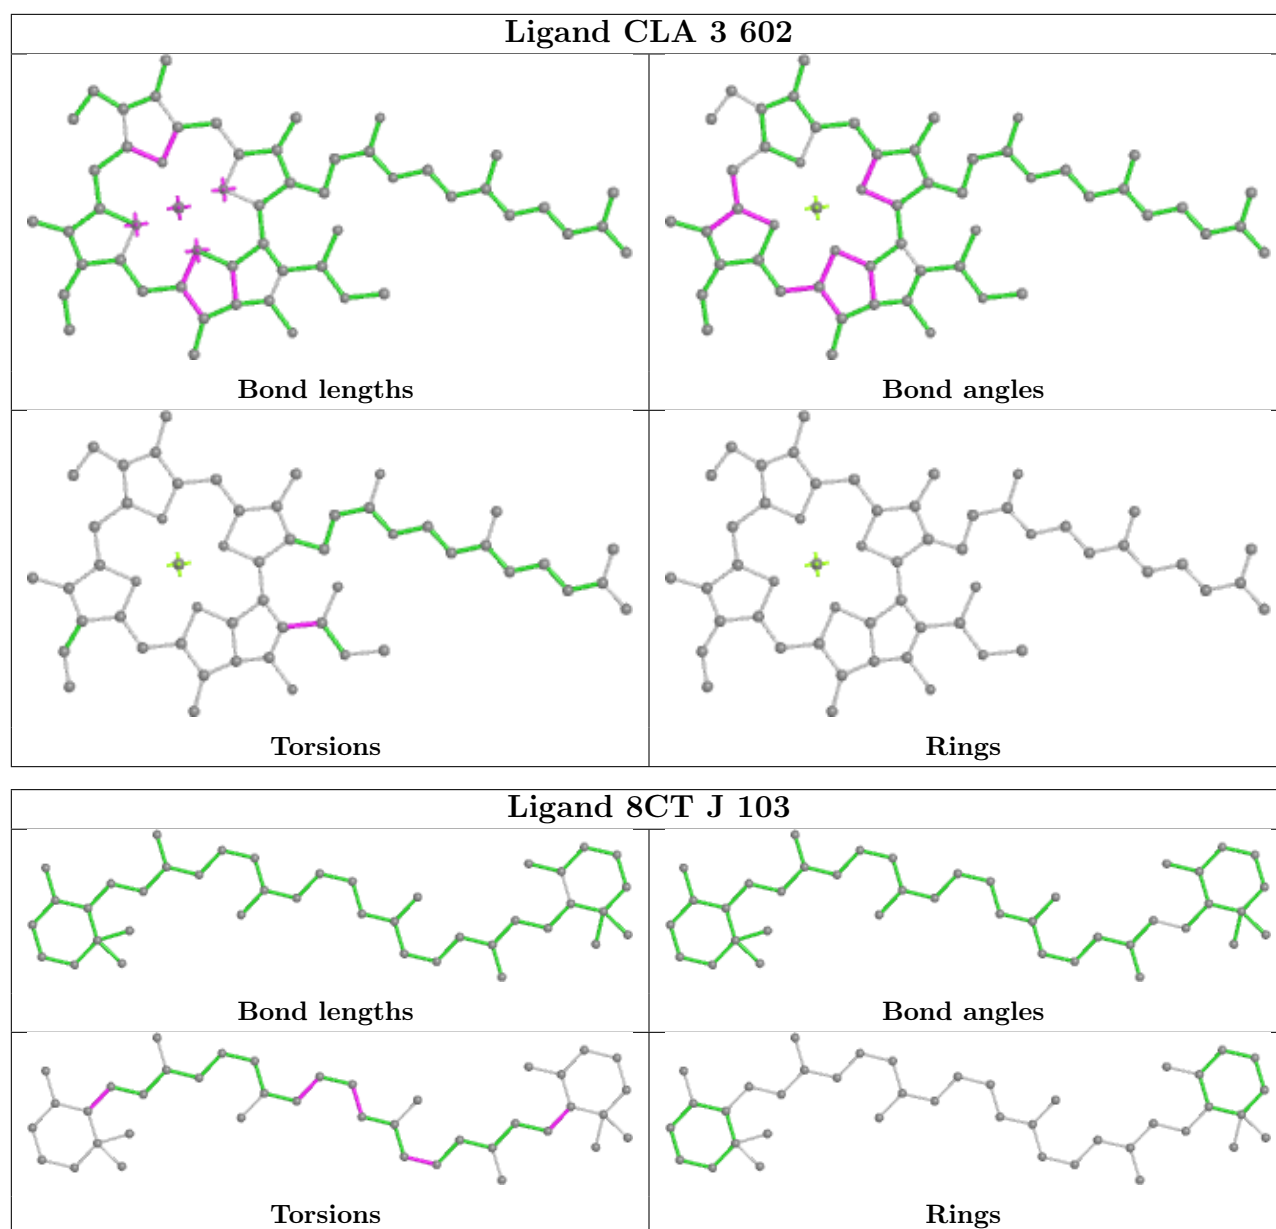 Ligand CLA 3 602
Bond lengths
Bond angles
Torsions
Rings
Ligand 8CT J 103
Bond lengths
Bond angles
Torsions
Rings